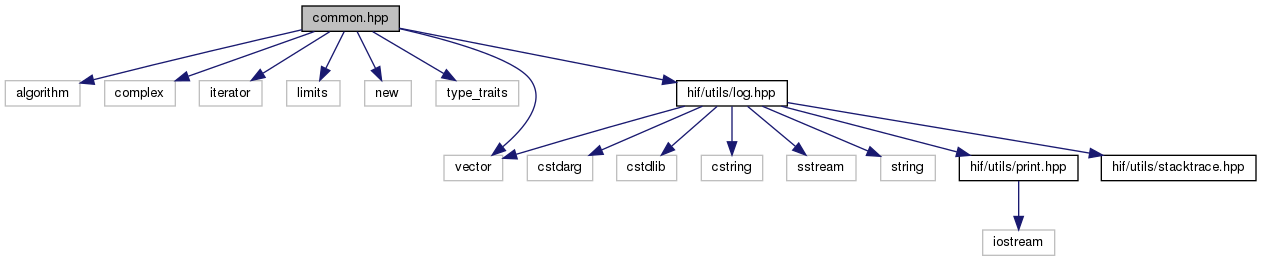 common.hpp
algorithm
complex
iterator
limits
new
type_traits
hif/utils/log.hpp
vector
cstdarg
cstdlib
cstring
sstream
string
hif/utils/print.hpp
hif/utils/stacktrace.hpp
iostream